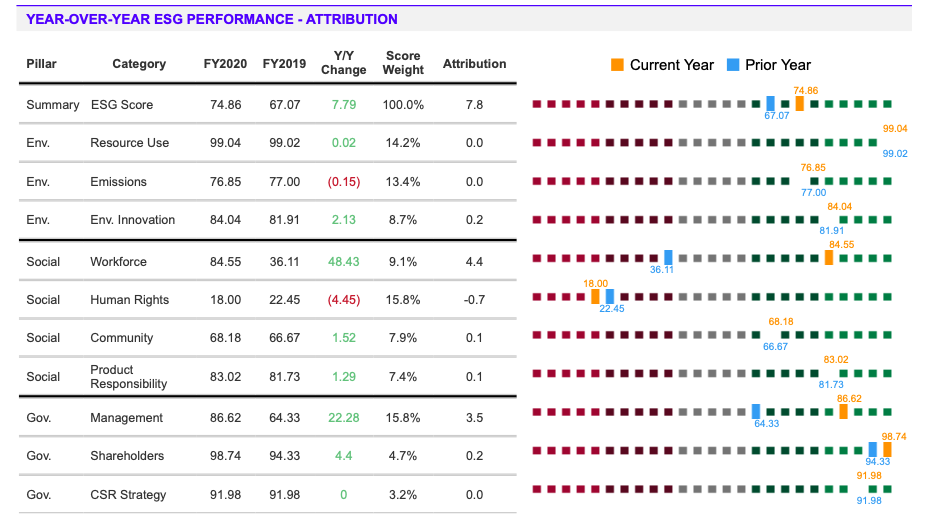 YEAR-OVER-YEAR ESG PERFORMANCE - ATTRIBUTION
Pillar Category FY2020 FY2019 Y/Y Change Score Weight Attribution
Current Year Prior Year
Summary ESG Score 74.86 67.07 7.79 100.0% 7.8
74.86
67.07
Env. Resource Use 99.04 99.02 0.02 14.2% 0.0
99.04
99.02
Env. Emissions 76.85 77.00 (0.15) 13.4% 0.0
76.85
77.00
Env. Env. Innovation 84.04 81.91 2.13 8.7% 0.2
84.04
81.91
Social Workforce 84.55 36.11 48.43 9.1% 4.4
84.55
36.11
Social Human Rights 18.00 22.45 (4.45) 15.8% -0.7
18.00
22.45
Social Community 68.18 66.67 1.52 7.9% 0.1
68.18
66.67
Social Product Responsibility 83.02 81.73 1.29 7.4% 0.1
83.02
81.73
Gov. Management 86.62 64.33 22.28 15.8% 3.5
86.62
64.33
Gov. Shareholders 98.74 94.33 4.4 4.7% 0.2
98.74
94.33
Gov. CSR Strategy 91.98 91.98 0 3.2% 0.0
91.98
91.98